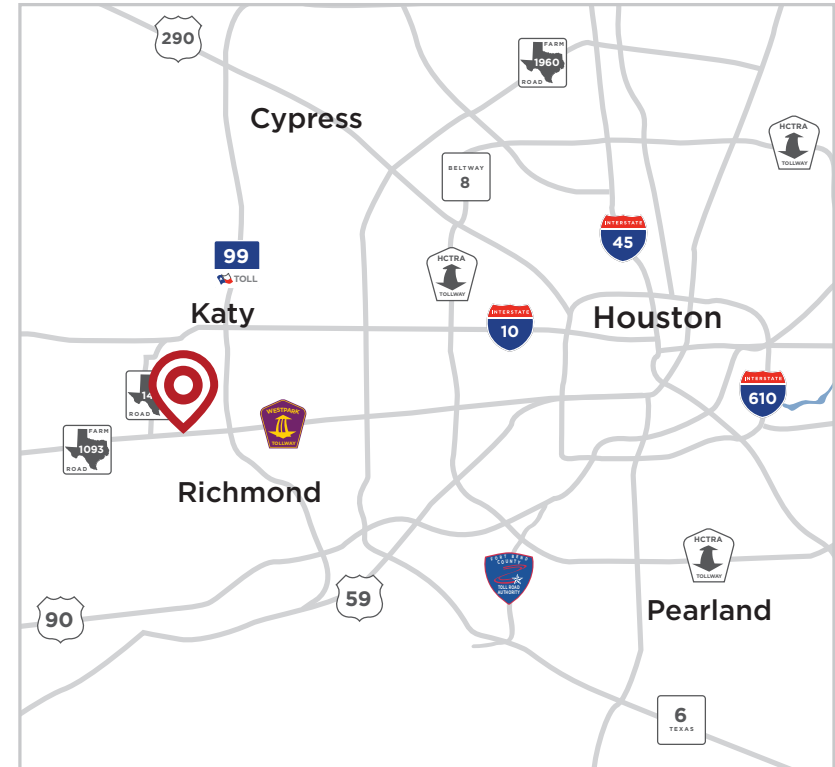 290
FARM
1960
ROAD
Cypress
HCTRA
TOLLWAY
BELTWAY
8
INTERSTATE
45
99
TOLL
HCTRA
TOLLWAY
Katy
INTERSTATE
10
Houston
INTERSTATE
610
14
ROAD
WESTPARK
TOLLWAY
FARM
1093
ROAD
Richmond
HCTRA
TOLLWAY
FORT BEND
COUNTY
TOLL ROAD
AUTHORITY
59
90
Pearland
6
TEXAS